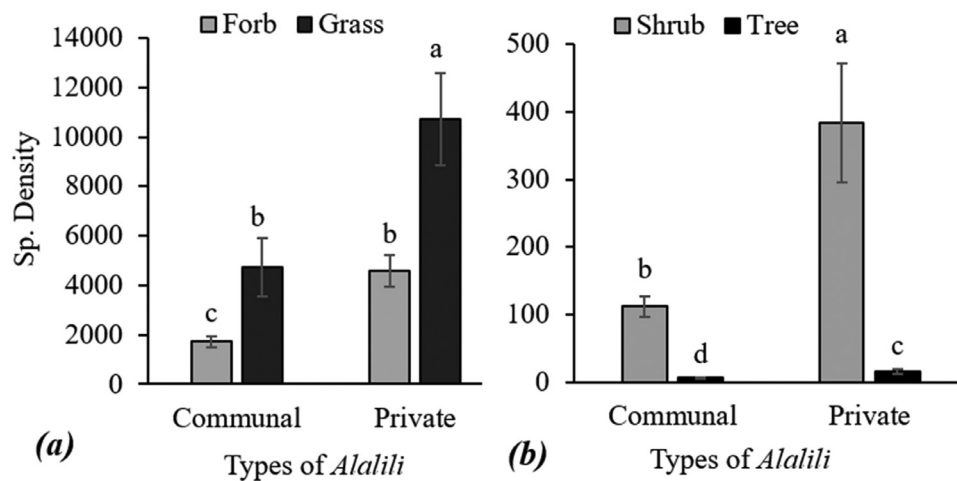 Forb Grass
14000
12000
10000
8000
6000
4000
2000
0
Sp. Density
c
b
b
a
Communal Private
(a)
Types of Alalili
Shrub Tree
500
400
300
200
100
0
b
d
a
c
Communal Private
(b)
Types of Alalili